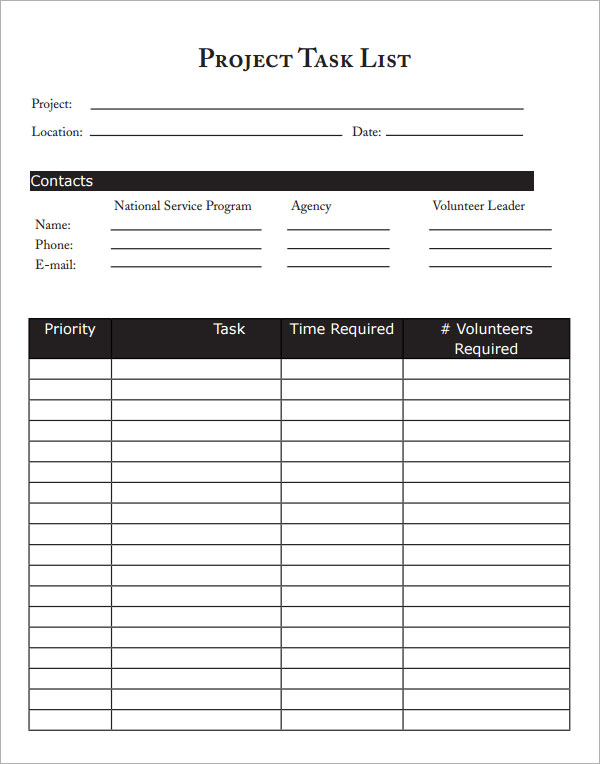 Project Task List
Project:
Location: Date:
Contacts
National Service Program Agency Volunteer Leader
Name:
Phone:
E-mail:
Priority Task Time Required # Volunteers
Required